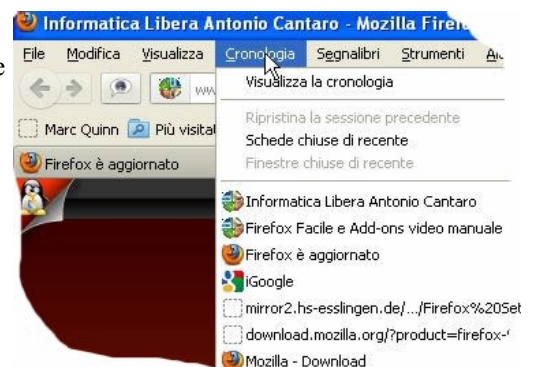 Informatica Libera Antonio Cantaro - Mozilla Firef
e
File Modifica Visualizza Cronologia Segnalibri Strumenti
Visualizza la cronologia
www
Ripristina la sessione precedente
Marc Quinn Più visitat
Schede chiuse di recente
Firefox è aggiornato
Finestre chiuse di recente
Informatica Libera Antonio Cantaro
Firefox Facile e Add-ons video manuale
Firefox è aggiornato
iGoogle
mirror2.hs-esslingen.de/.../Firefox%20Set
download.mozilla.org/?product=firefox-
Mozilla - Download